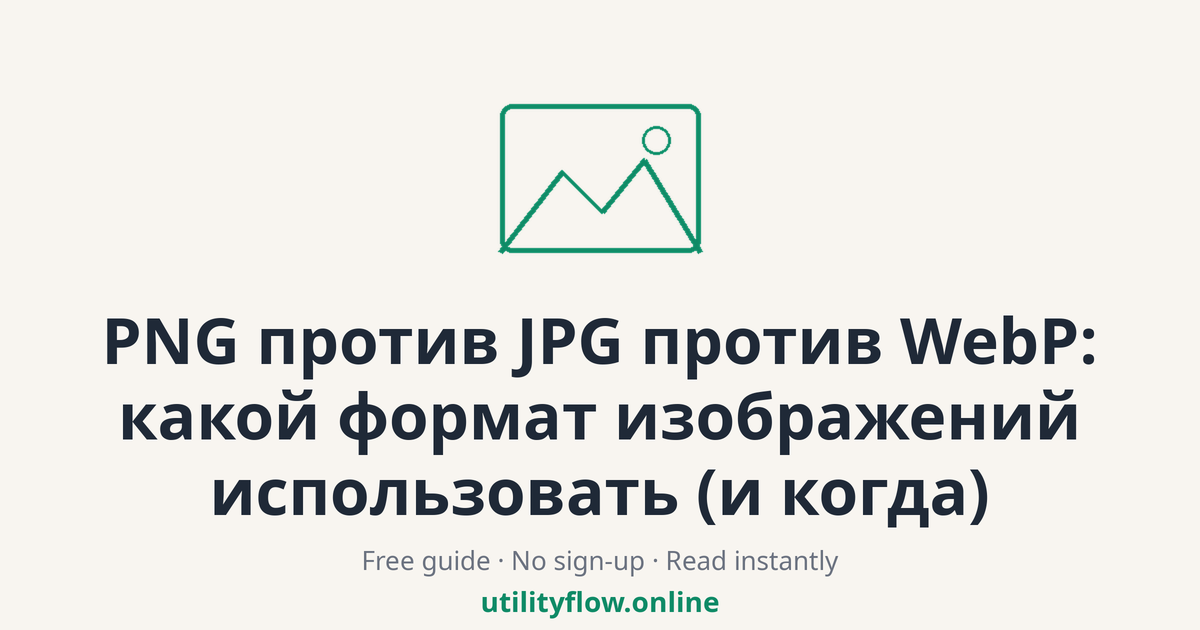 PNG против JPG против WebP:
какой формат изображений
использовать (и когда)
Free guide · No sign-up · Read instantly
utilityflow.online